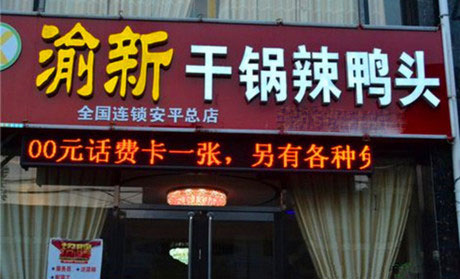 渝新干锅辣鸭头
全国连锁安平总店
00元话费卡一张，另有各种免